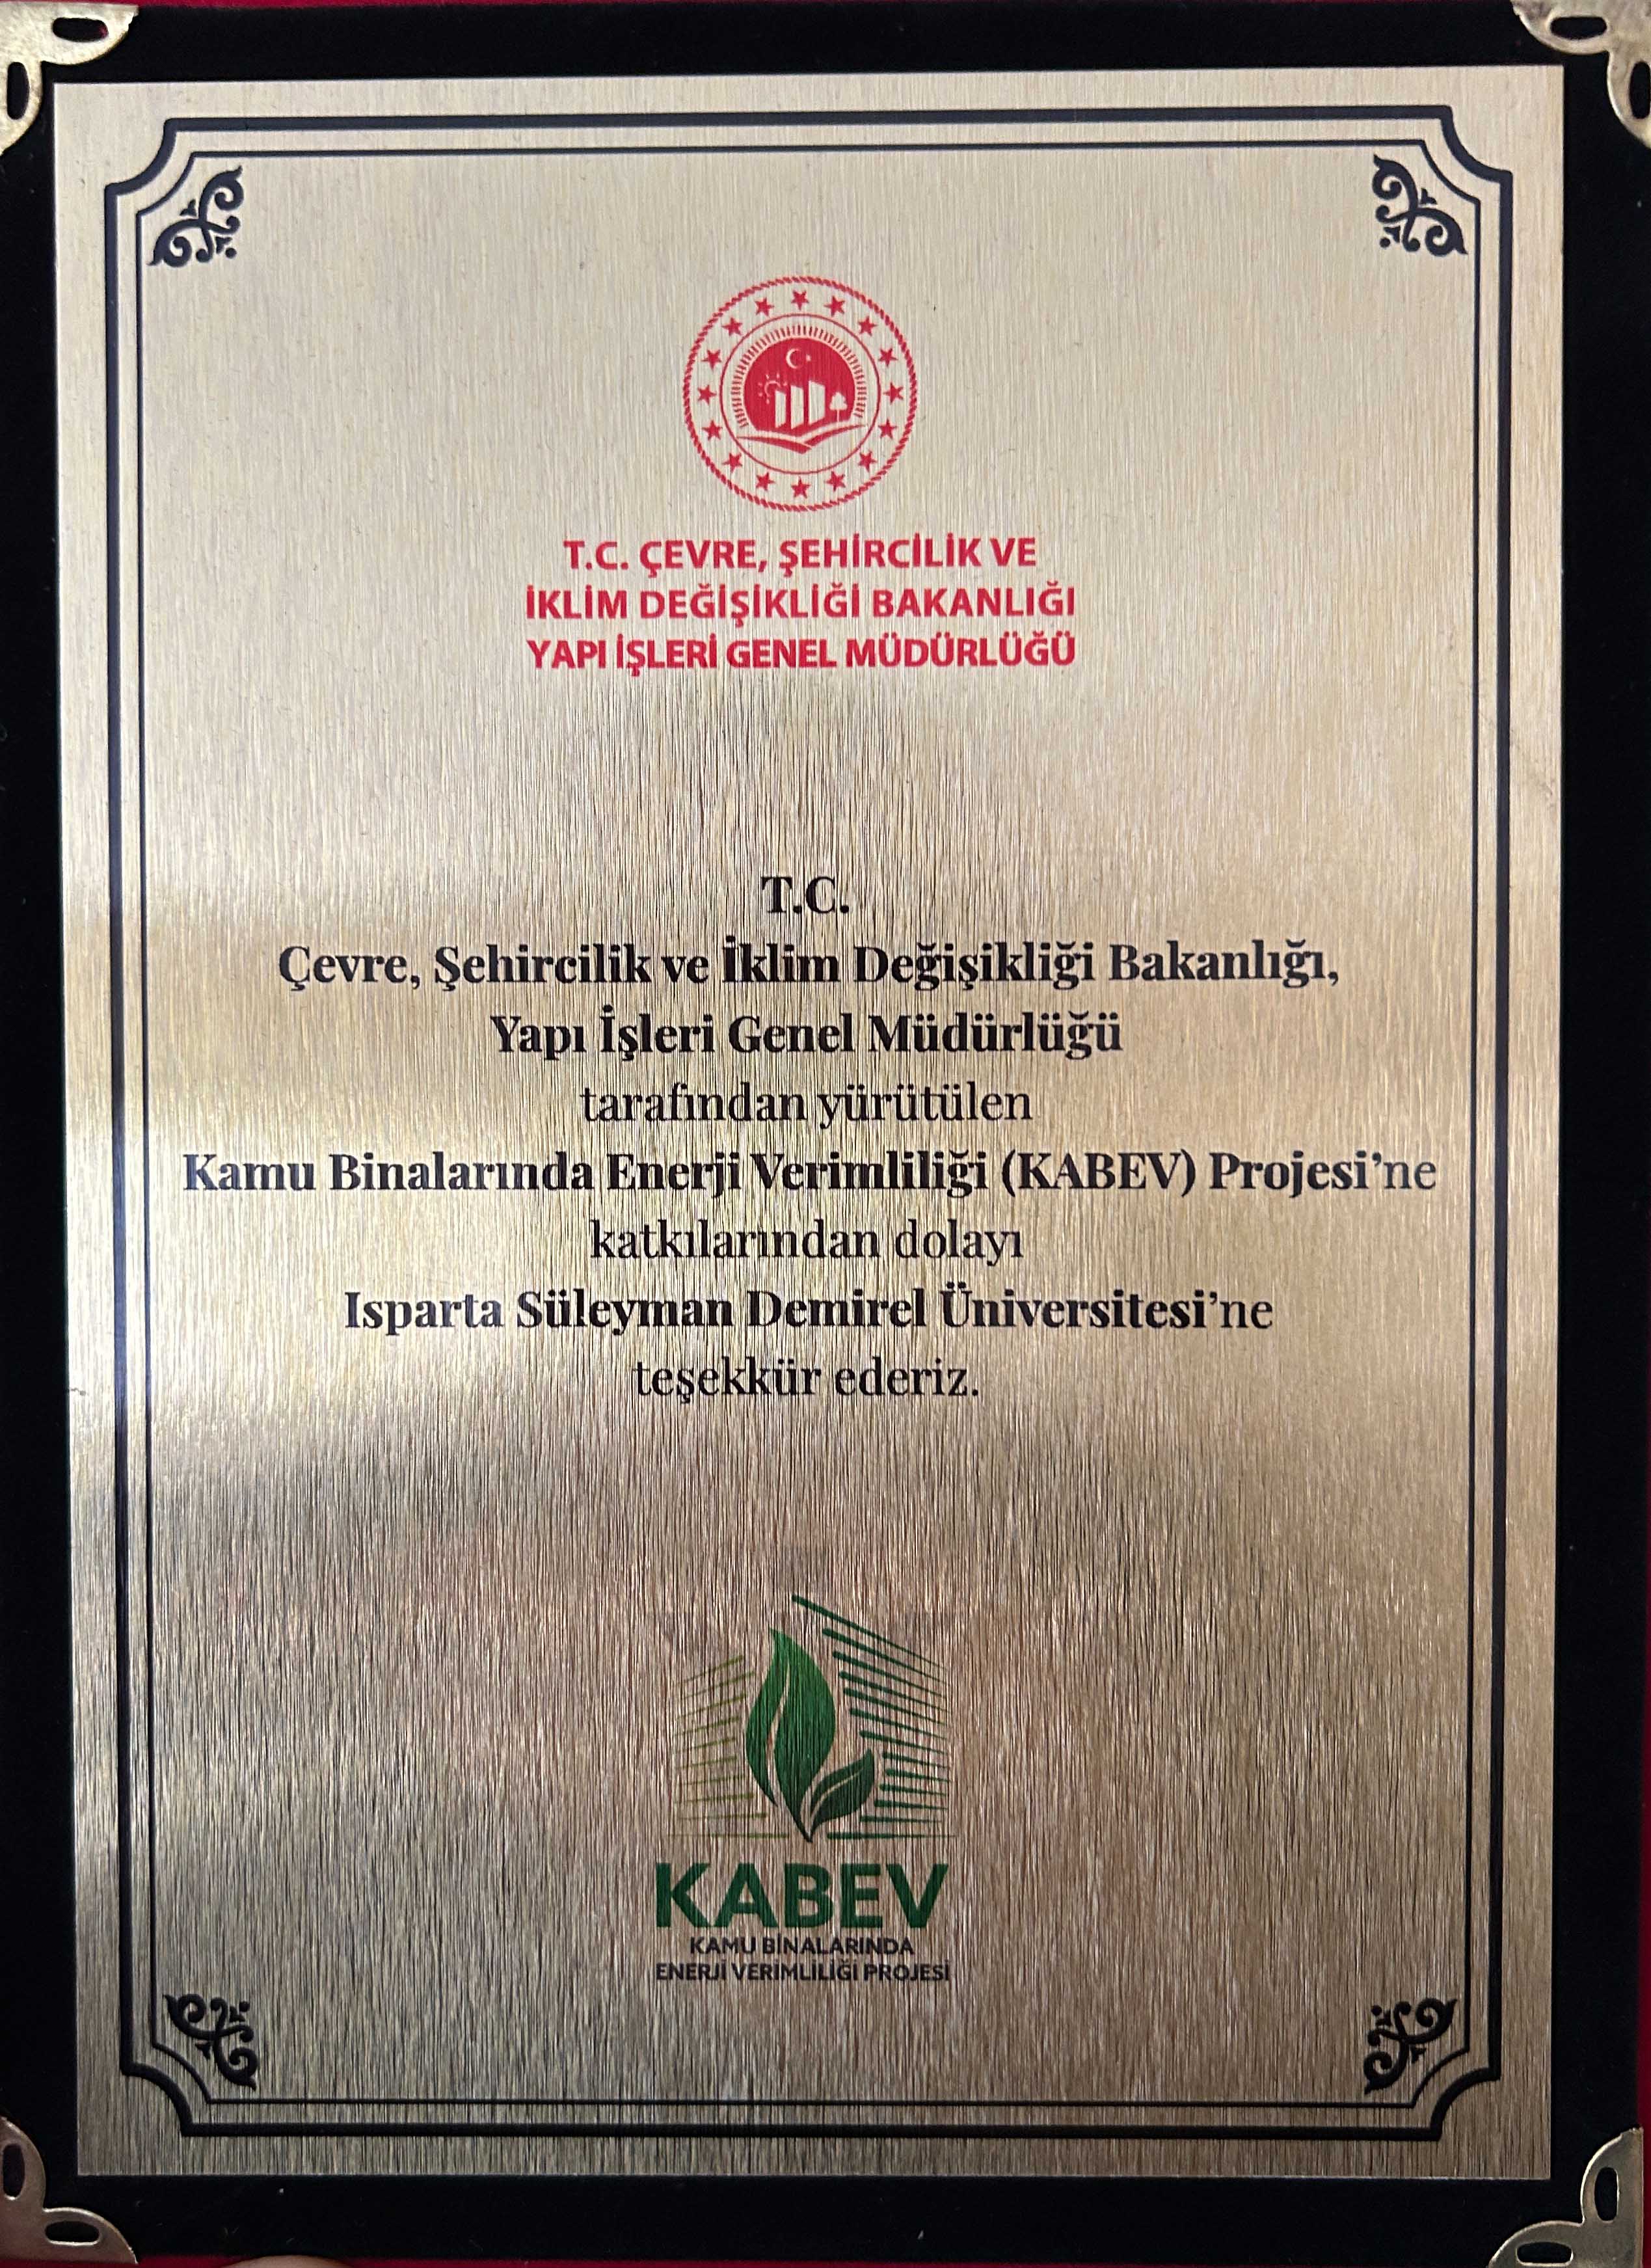 T.C. ÇEVRE, ŞEHİRCİLİK VE
İKLİM DEĞİŞİKLİĞİ BAKANLIĞI
YAPI İŞLERİ GENEL MÜDÜRLÜĞÜ
T.C.
Çevre, Şehircilik ve İklim Değişikliği Bakanlığı,
Yapı İşleri Genel Müdürlüğü
tarafından yürütülen
Kamu Binalarında Enerji Verimliliği (KABEV) Projesi’ne
katkılarından dolayı
Isparta Süleyman Demirel Üniversitesi’ne
teşekkür ederiz.
KABEV
KAMU BİNALARINDA
ENERJİ VERİMLİLİĞİ PROJESİ